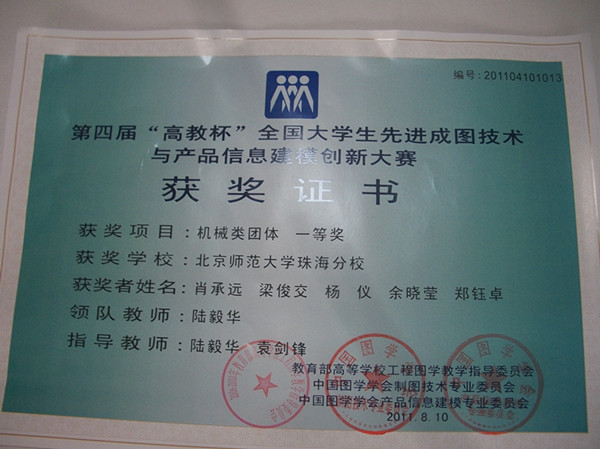 编号:201104101013
第四届“高教杯”全国大学生先进成图技术
与产品信息建模创新大赛
获奖证书
获奖项目:机械类团体 一等奖
获奖学校:北京师范大学珠海分校
获奖者姓名:肖承远 梁俊交 杨 仪 余晓莹 郑钰卓
领队教师:陆毅华
指导教师:陆毅华 袁剑锋
教育部高等学校工程图学教学指导委员会
中国图学学会制图技术专业委员会
中国图学学会产品信息建模专业委员会
2011.8.10